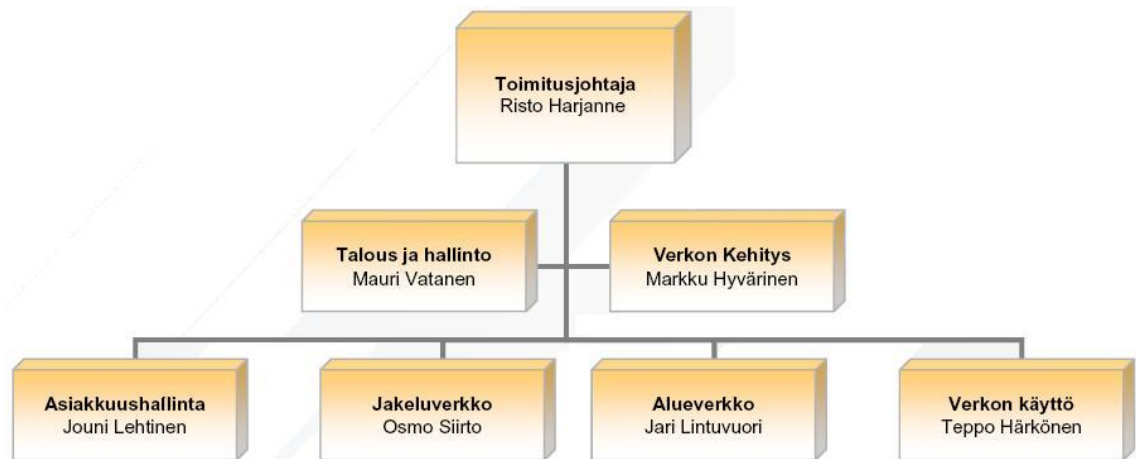 Toimitusjohtaja
Risto Harjanne
Talous ja hallinto
Mauri Vatanen
Verkon Kehitys
Markku Hyvärinen
Asiakkuushallinta
Jouni Lehtinen
Jakeluverkko
Osmo Siirto
Alueverkko
Jari Lintuvuori
Verkon käyttö
Teppo Härkönen